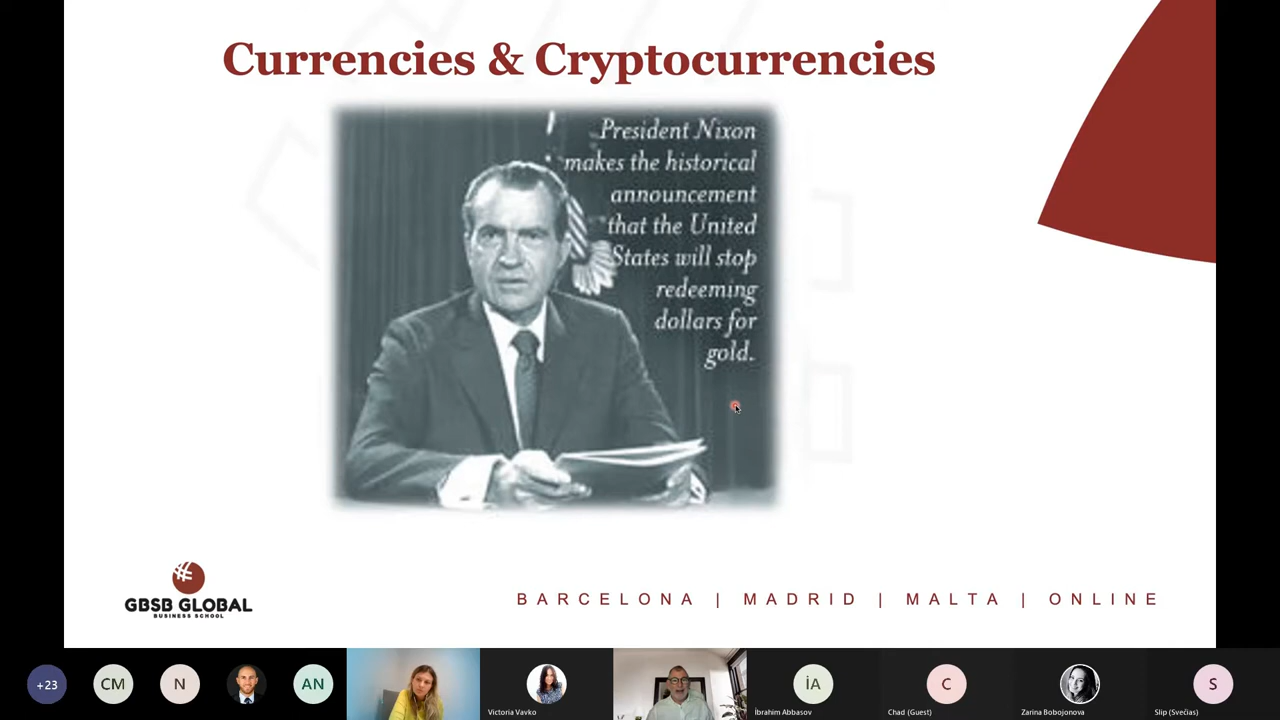 Currencies & Cryptocurrencies
President Nixon
makes the historical
announcement
that the United
States will stop
redeeming
dollars for
gold.
GBSB GLOBAL
BUSINESS SCHOOL
BARCELONA | MADRID | MALTA | ONLINE
+23
CM
N
AN
Victoria Vavko
İA
İbrahim Abbasov
C
Chad (Guest)
Zarina Bobojonova
S
Slip (Svečias)